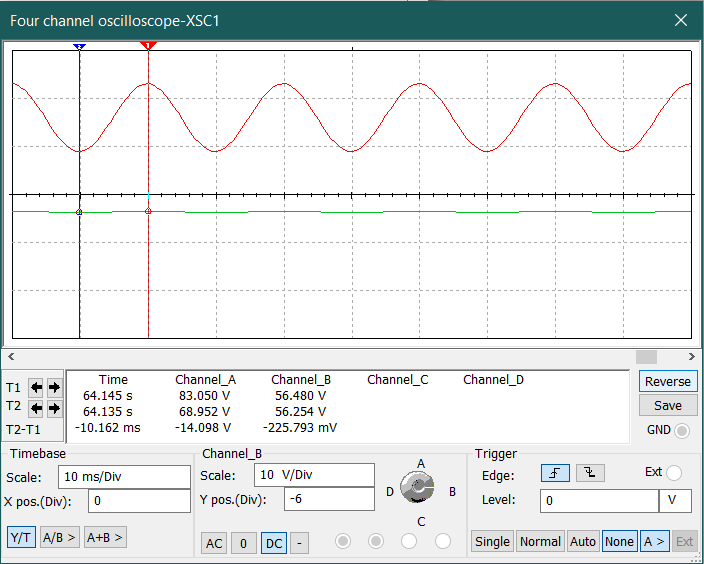 Four channel oscilloscope-XSC1
2 1
Time Channel_A Channel_B Channel_C Channel_D
T1 64.145 s 83.050 V 56.480 V
T2 64.135 s 68.952 V 56.254 V
T2-T1 -10.162 ms -14.098 V -225.793 mV
Reverse
Save
GND
Timebase
Scale: 10 ms/Div
X pos.(Div): 0
Y/T A/B > A+B >
Channel_B
Scale: 10 V/Div
Y pos.(Div): -6
AC 0 DC -
A
D B
C
Trigger
Edge: Ext
Level: 0 V
Single Normal Auto None A > Ext